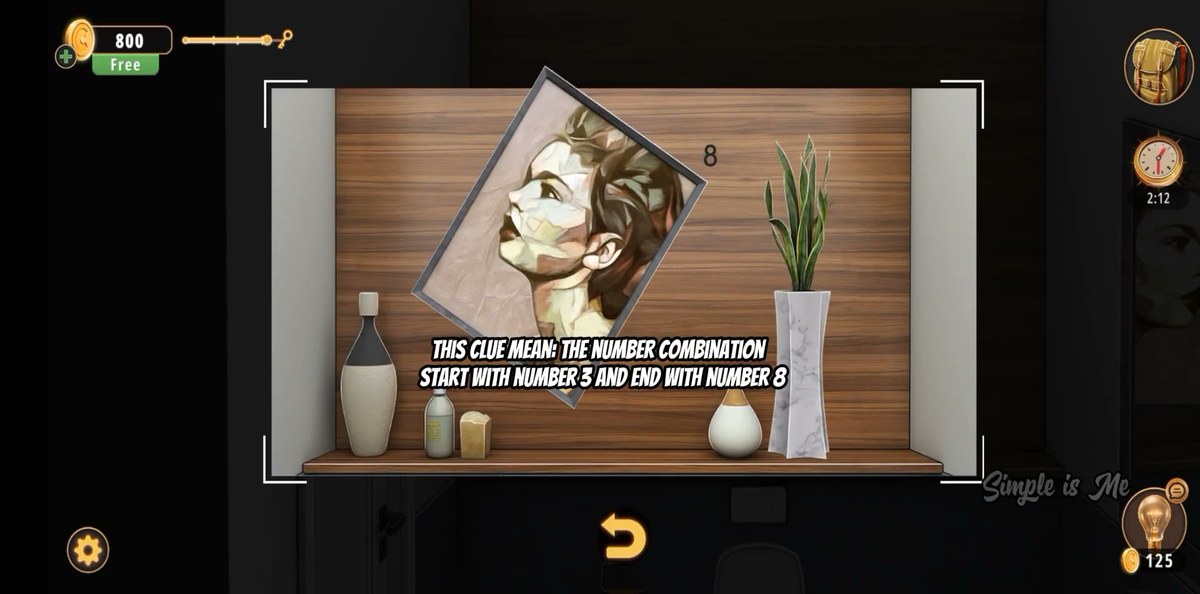 800
Free
8
2:12
THIS CLUE MEAN: THE NUMBER COMBINATION
START WITH NUMBER 3 AND END WITH NUMBER 8
Simple is Me
125